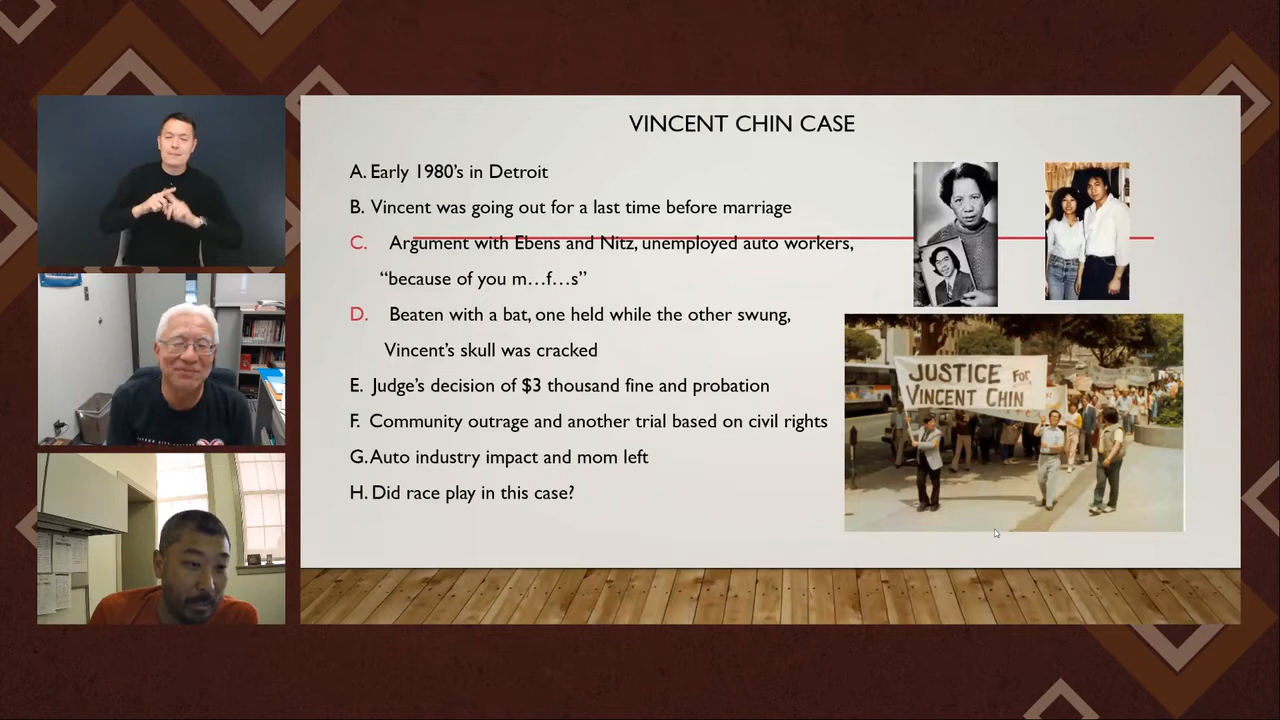 VINCENT CHIN CASE
A. Early 1980's in Detroit
B. Vincent was going out for a last time before marriage
C. Argument with Ebens and Nitz, unemployed auto workers,
“because of you m…f…s”
D. Beaten with a bat, one held while the other swung,
Vincent's skull was cracked
E. Judge's decision of $3 thousand fine and probation
F. Community outrage and another trial based on civil rights
G. Auto industry impact and mom left
H. Did race play in this case?
JUSTICE for
VINCENT CHIN